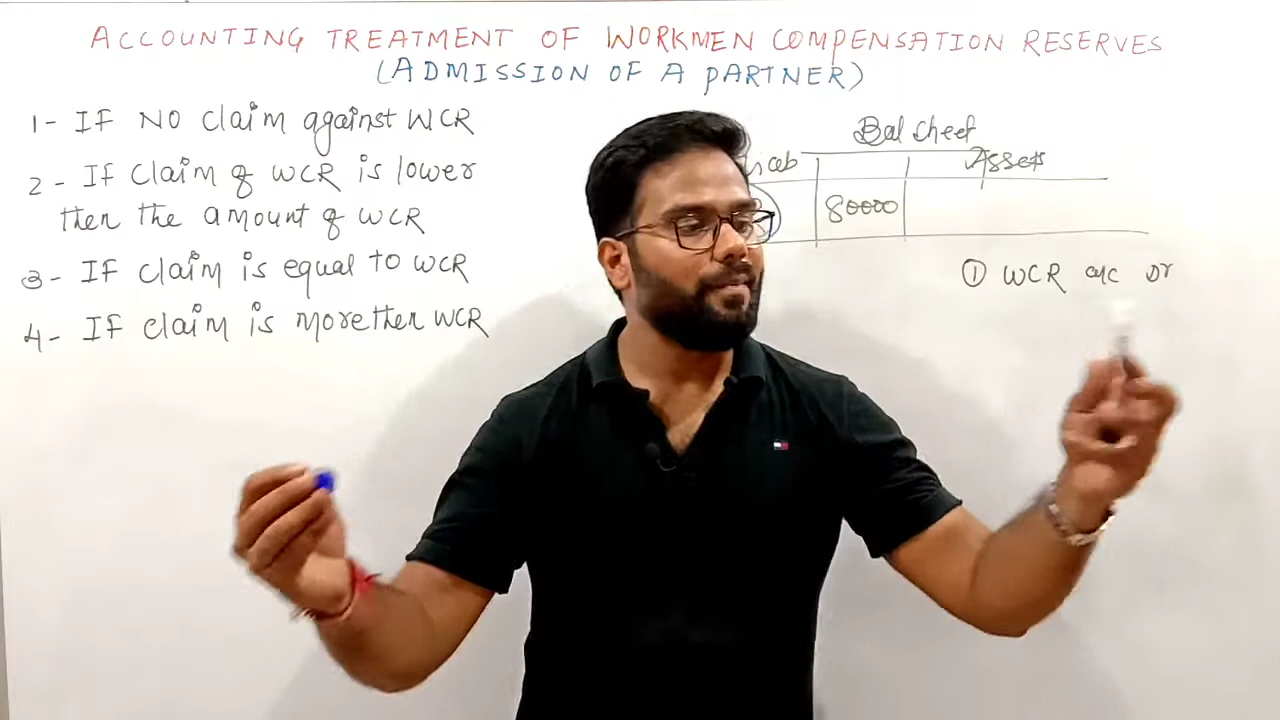 ACCOUNTING TREATMENT OF WORKMEN COMPENSATION RESERVES
(ADMISSION OF A PARTNER)
1- IF NO claim against WCR
2 - If Claim of WCR is lower
then the amount of WCR
3- IF claim is equal to WCR
4- IF claim is more then WCR
Bal Sheet
Assets
80000
① WCR a/c Dr